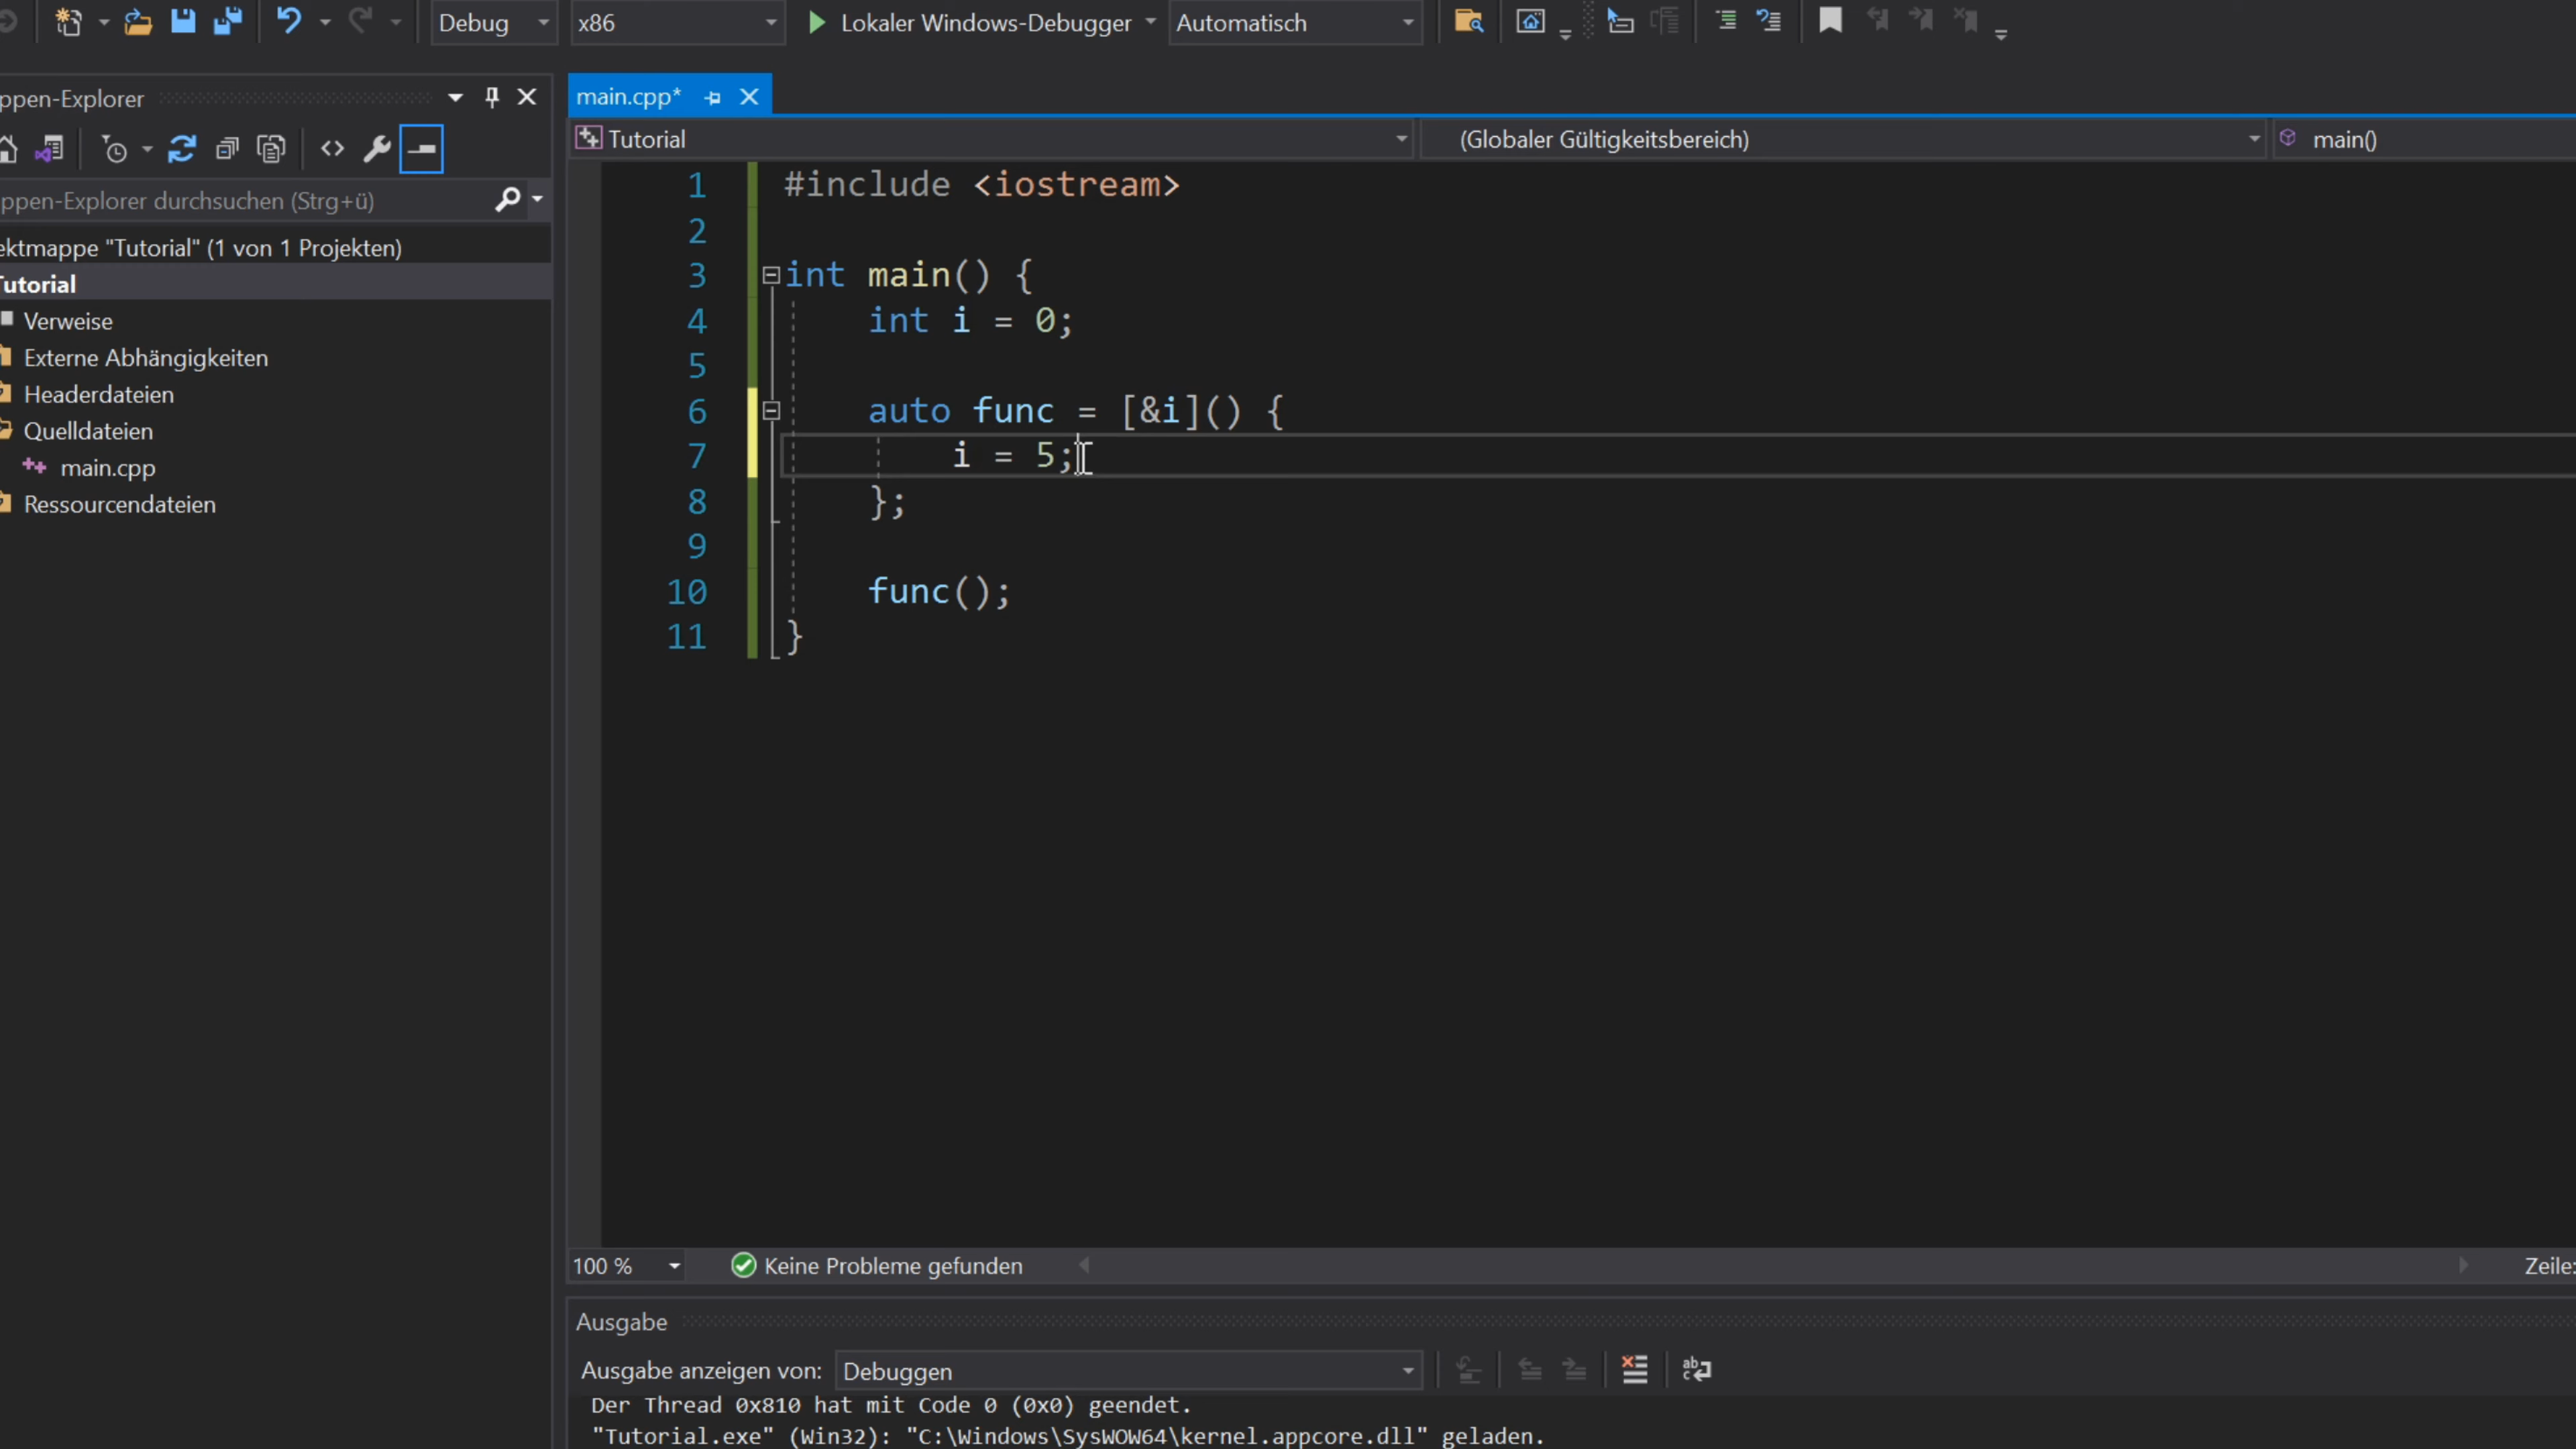 Debug
x86
Lokaler Windows-Debugger
Automatisch
ppen-Explorer
ppen-Explorer durchsuchen (Strg+ü)
ektmappe "Tutorial" (1 von 1 Projekten)
Tutorial
Verweise
Externe Abhängigkeiten
Headerdateien
Quelldateien
main.cpp
Ressourcendateien
main.cpp*
Tutorial
(Globaler Gültigkeitsbereich)
main()
1 #include <iostream>
2
3 int main() {
4 int i = 0;
5
6 auto func = [&i]() {
7 i = 5;
8 };
9
10 func();
11 }
100 %
Keine Probleme gefunden
Zeile:
Ausgabe
Ausgabe anzeigen von: Debuggen
Der Thread 0x810 hat mit Code 0 (0x0) geendet.
"Tutorial.exe" (Win32): "C:\Windows\SysWOW64\kernel.appcore.dll" geladen.